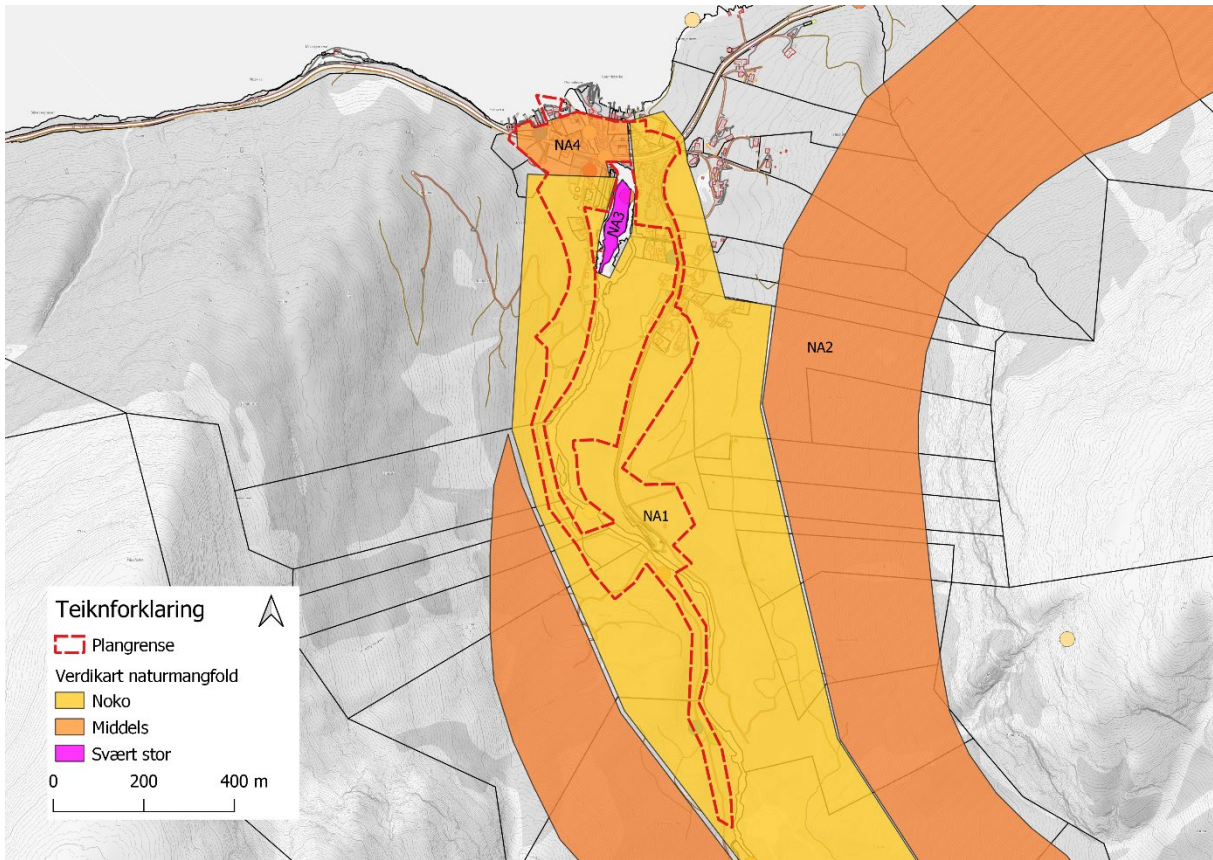 NA4
NA3
NA2
NA1
Teiknforklaring
Plangrense
Verdikart naturmangfold
Noko
Middels
Svært stor
0 200 400 m